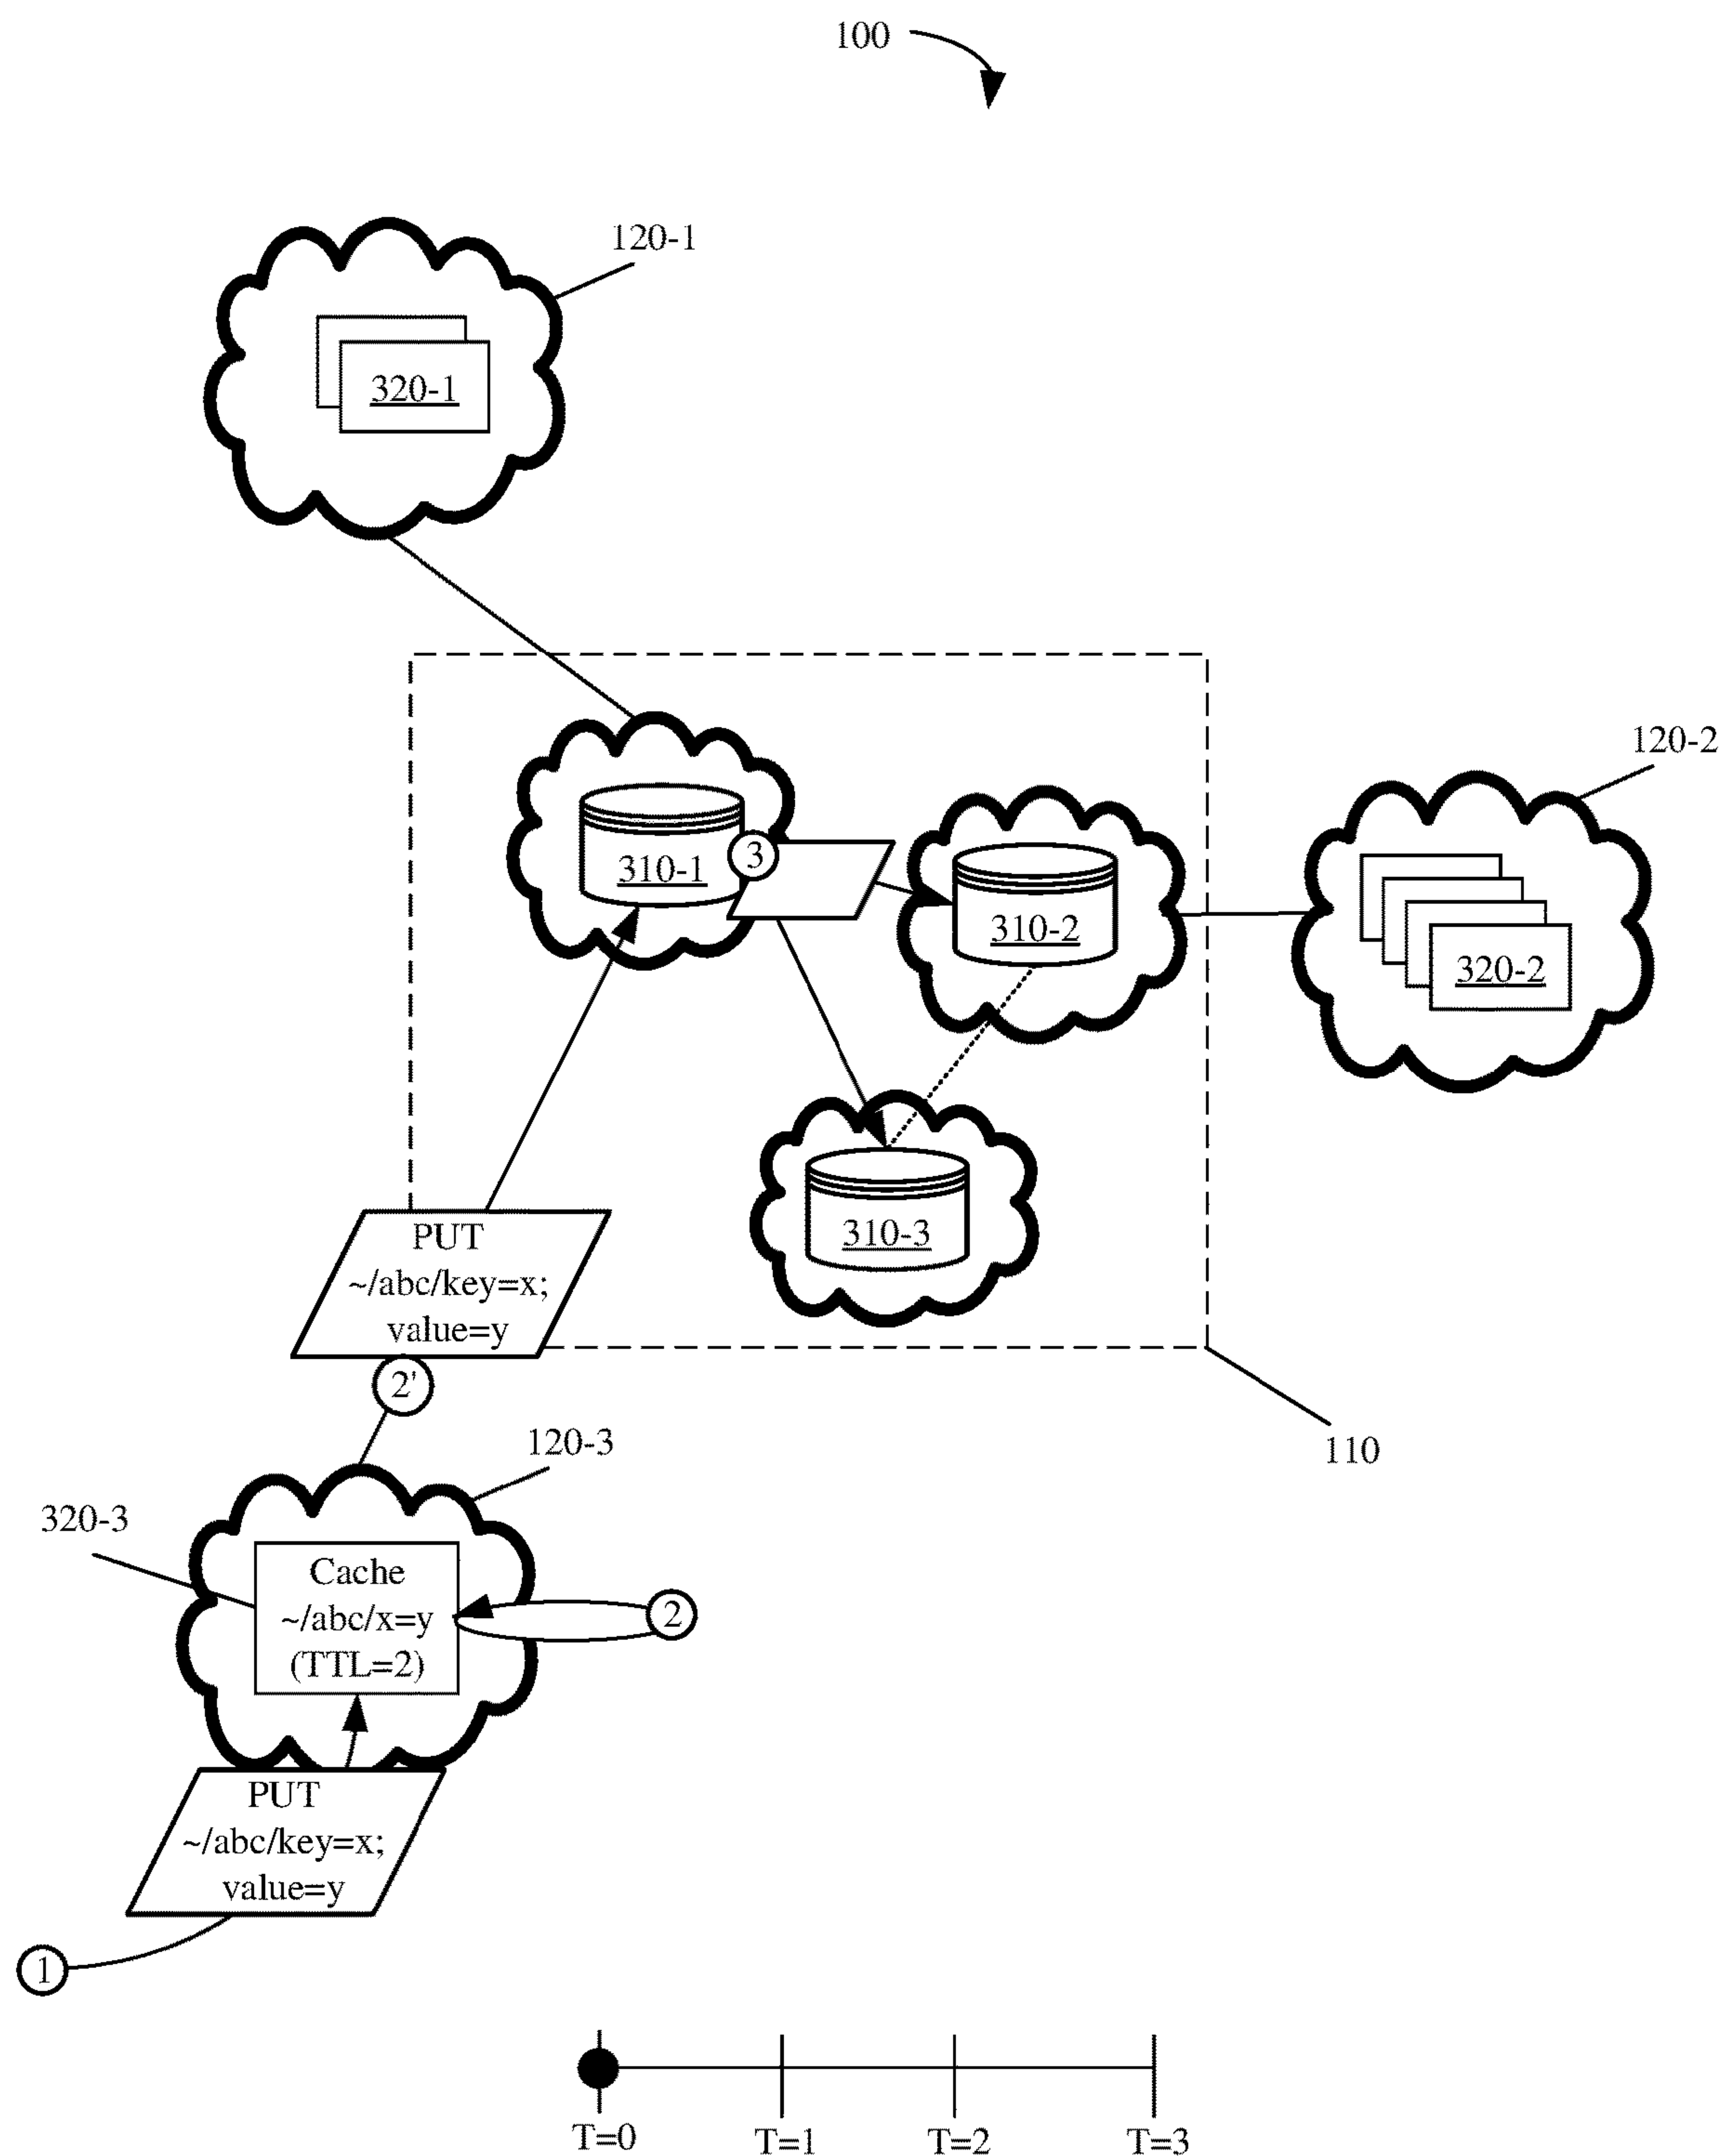 100
120-1
320-1
120-2
310-1
3
310-2
320-2
310-3
PUT
~/abc/key=x;
value=y
2'
110
120-3
320-3
Cache
~/abc/x=y
(TTL=2)
2
PUT
~/abc/key=x;
value=y
1
T=0 T=1 T=2 T=3